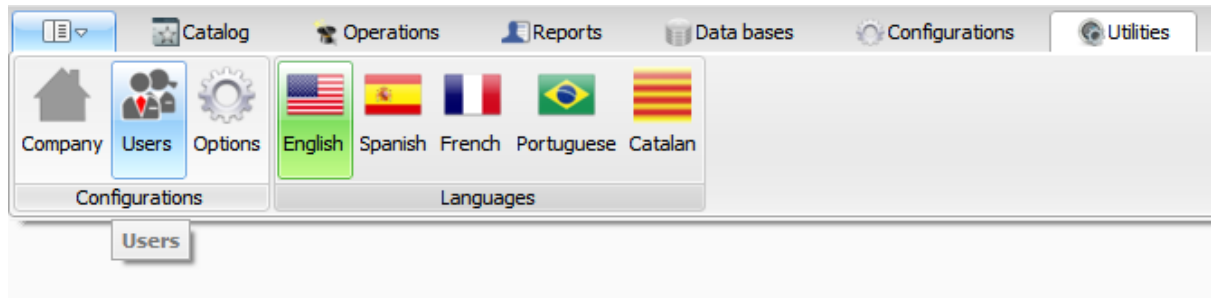 Catalog Operations Reports Data bases Configurations Utilities
Company Users Options English Spanish French Portuguese Catalan
Configurations Languages
Users